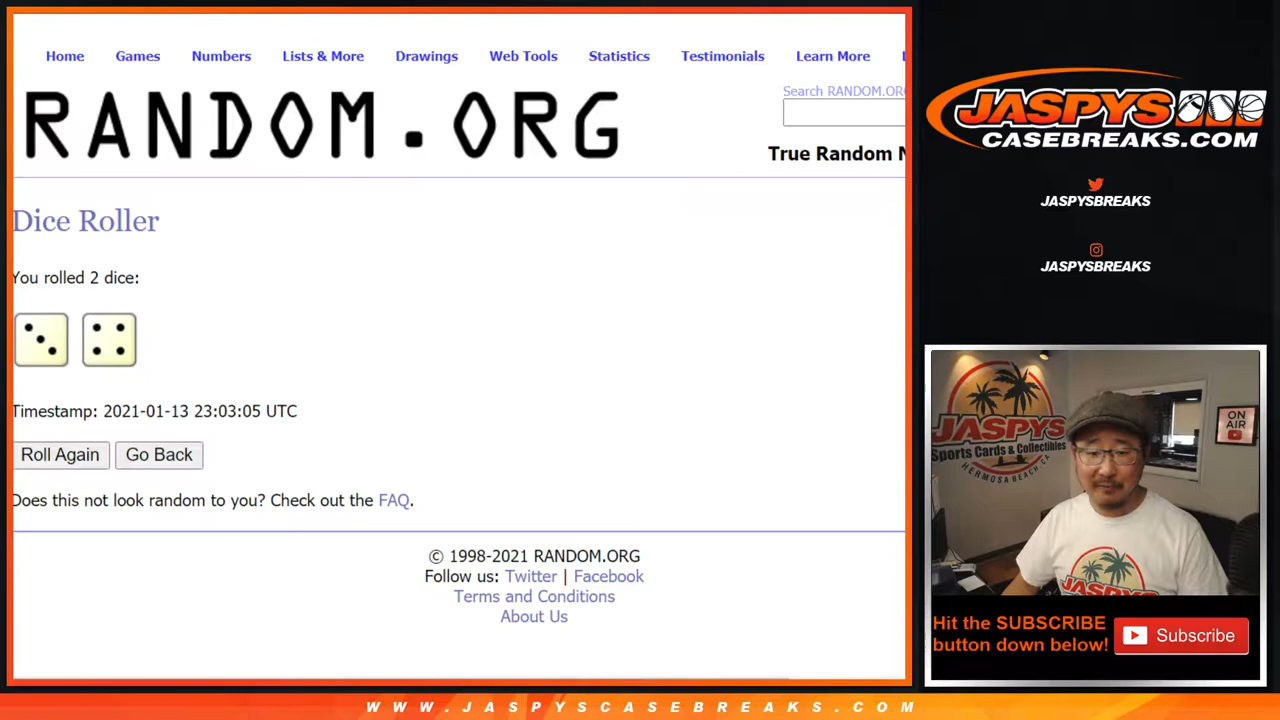 Home Games Numbers Lists & More Drawings Web Tools Statistics Testimonials Learn More
Search RANDOM.ORG
RANDOM.ORG
True Random N
Dice Roller
You rolled 2 dice:
Timestamp: 2021-01-13 23:03:05 UTC
Roll Again Go Back
Does this not look random to you? Check out the FAQ.
© 1998-2021 RANDOM.ORG
Follow us: Twitter | Facebook
Terms and Conditions
About Us
JASPYS
CASEBREAKS.COM
JASPYSBREAKS
JASPYSBREAKS
JASPYS
Sports Cards & Collectibles
HERMOSA BEACH, CA
ON
AIR
Hit the SUBSCRIBE
button down below!
Subscribe
WWW.JASPYSCASEBREAKS.COM